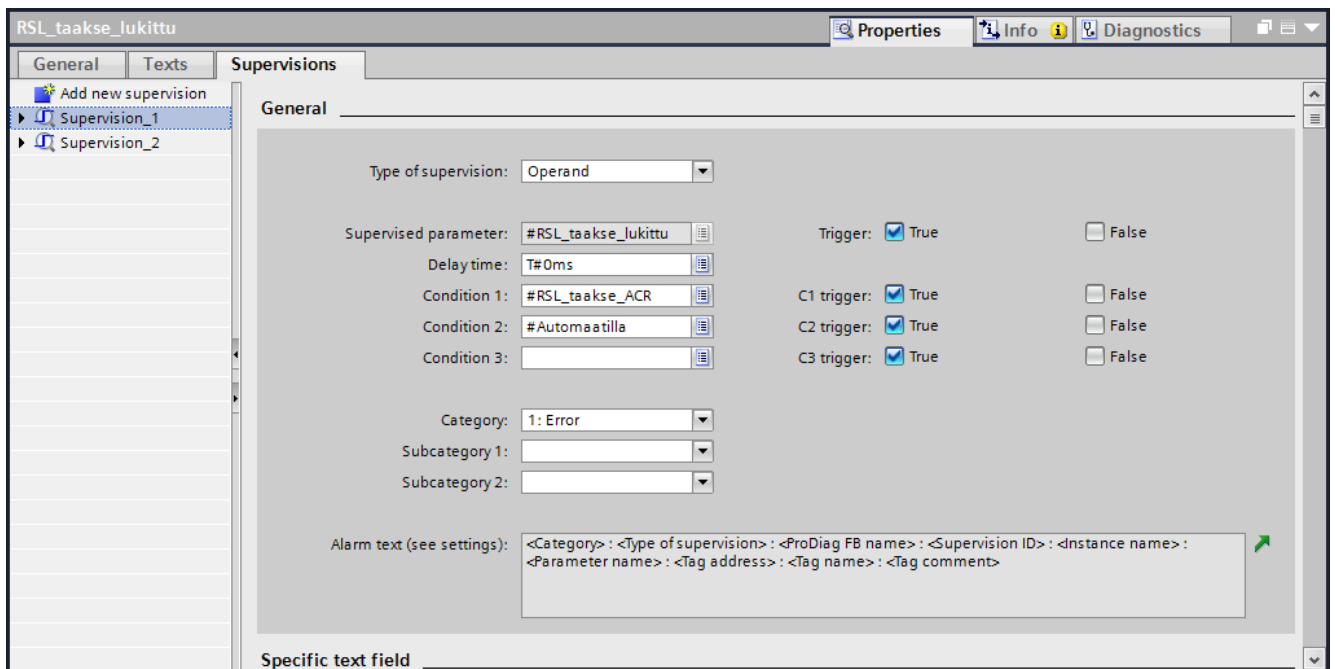 RSL_taakse_lukittu
Properties
Info
Diagnostics
General
Texts
Supervisions
Add new supervision
Supervision_1
Supervision_2
General
Type of supervision: Operand
Supervised parameter: #RSL_taakse_lukittu Trigger: True False
Delay time: T#0ms
Condition 1: #RSL_taakse_ACR C1 trigger: True False
Condition 2: #Automaatilla C2 trigger: True False
Condition 3: C3 trigger: True False
Category: 1: Error
Subcategory 1:
Subcategory 2:
Alarm text (see settings): <Category> : <Type of supervision> : <ProDiag FB name> : <Supervision ID> : <Instance name> :
<Parameter name> : <Tag address> : <Tag name> : <Tag comment>
Specific text field